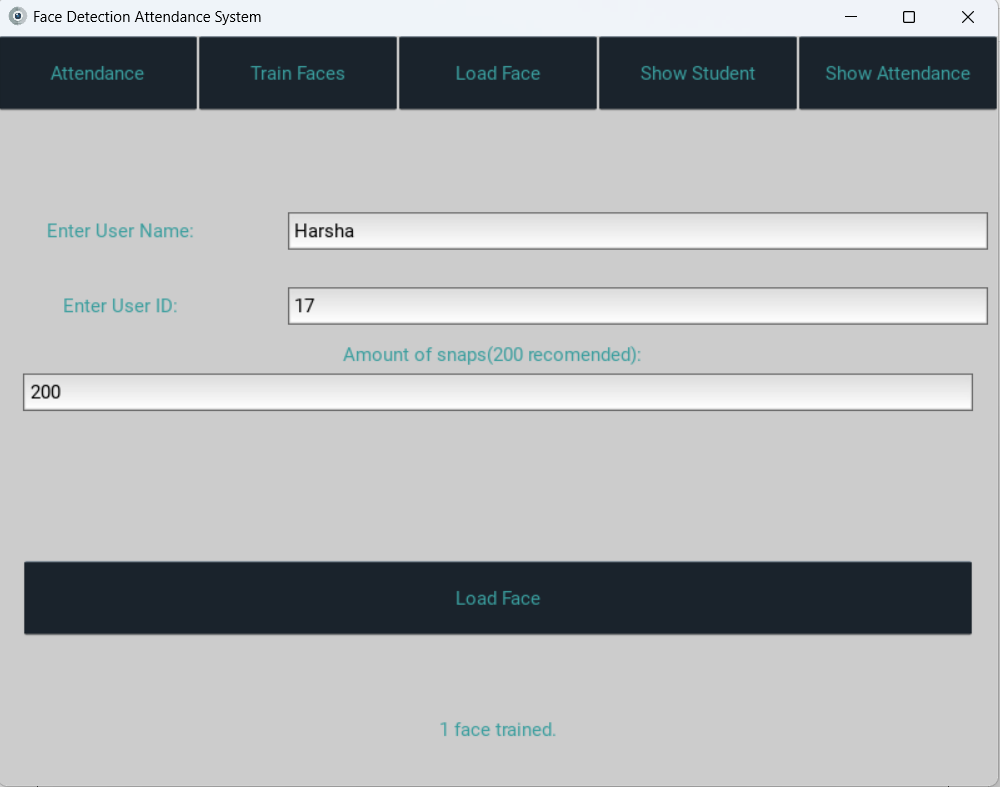 Face Detection Attendance System
Attendance Train Faces Load Face Show Student Show Attendance
Enter User Name: Harsha
Enter User ID: 17
Amount of snaps(200 recomended):
200
Load Face
1 face trained.